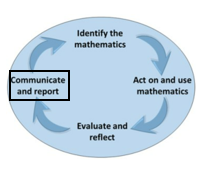 Identify the
mathematics
Act on and use
mathematics
Evaluate and
reflect
Communicate
and report